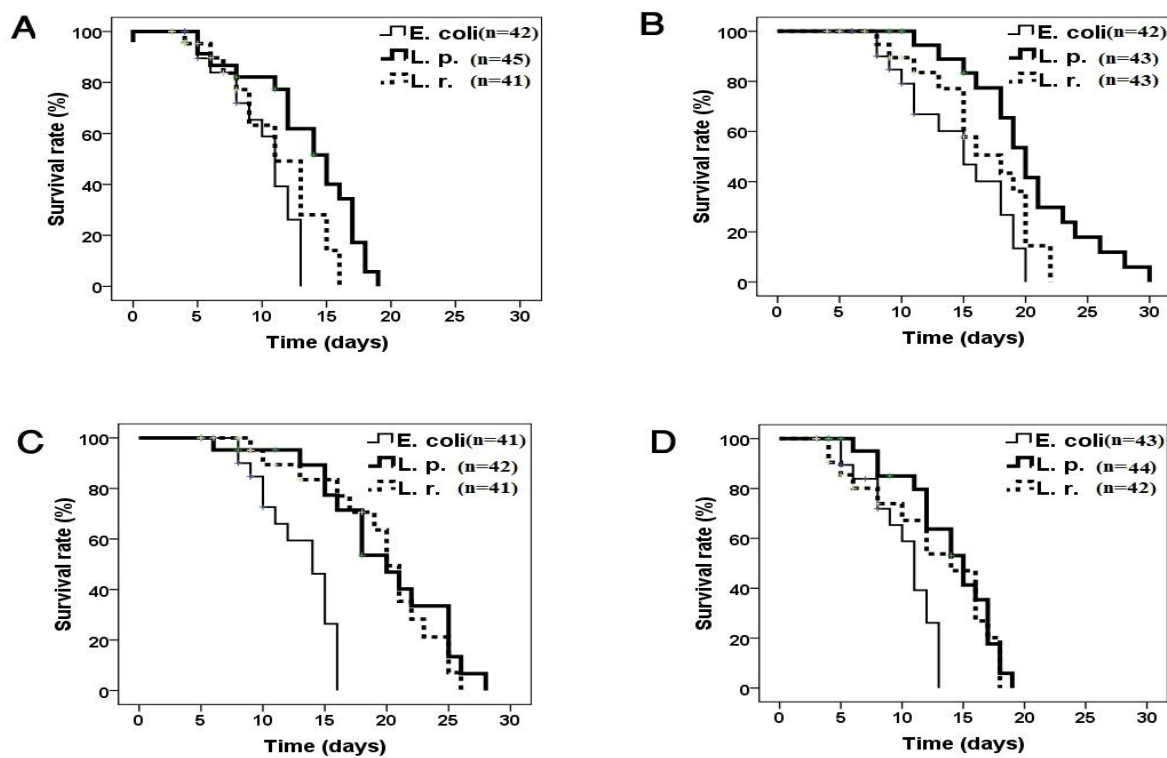 A
E. coli(n=42)
L. p. (n=45)
L. r. (n=41)
Survival rate (%)
100
80
60
40
20
0
0 5 10 15 20 25 30
Time (days)
B
E. coli(n=42)
L. p. (n=43)
L. r. (n=43)
Survival rate (%)
100
80
60
40
20
0
0 5 10 15 20 25 30
Time (days)
C
E. coli(n=41)
L. p. (n=42)
L. r. (n=41)
Survival rate (%)
100
80
60
40
20
0
0 5 10 15 20 25 30
Time (days)
D
E. coli(n=43)
L. p. (n=44)
L. r. (n=42)
Survival rate (%)
100
80
60
40
20
0
0 5 10 15 20 25 30
Time (days)